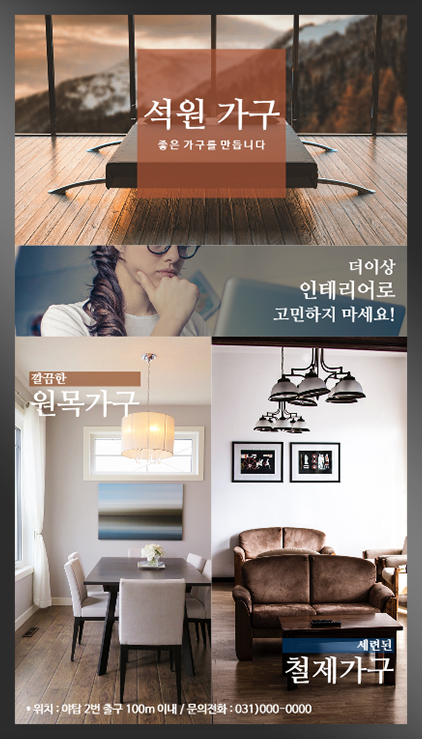 석원 가구
좋은 가구를 만듭니다
더이상
인테리어로
고민하지 마세요!
깔끔한
원목가구
세련된
철제가구
• 위치 : 야탑 2번 출구 100m 이내 / 문의전화 : 031)000-0000